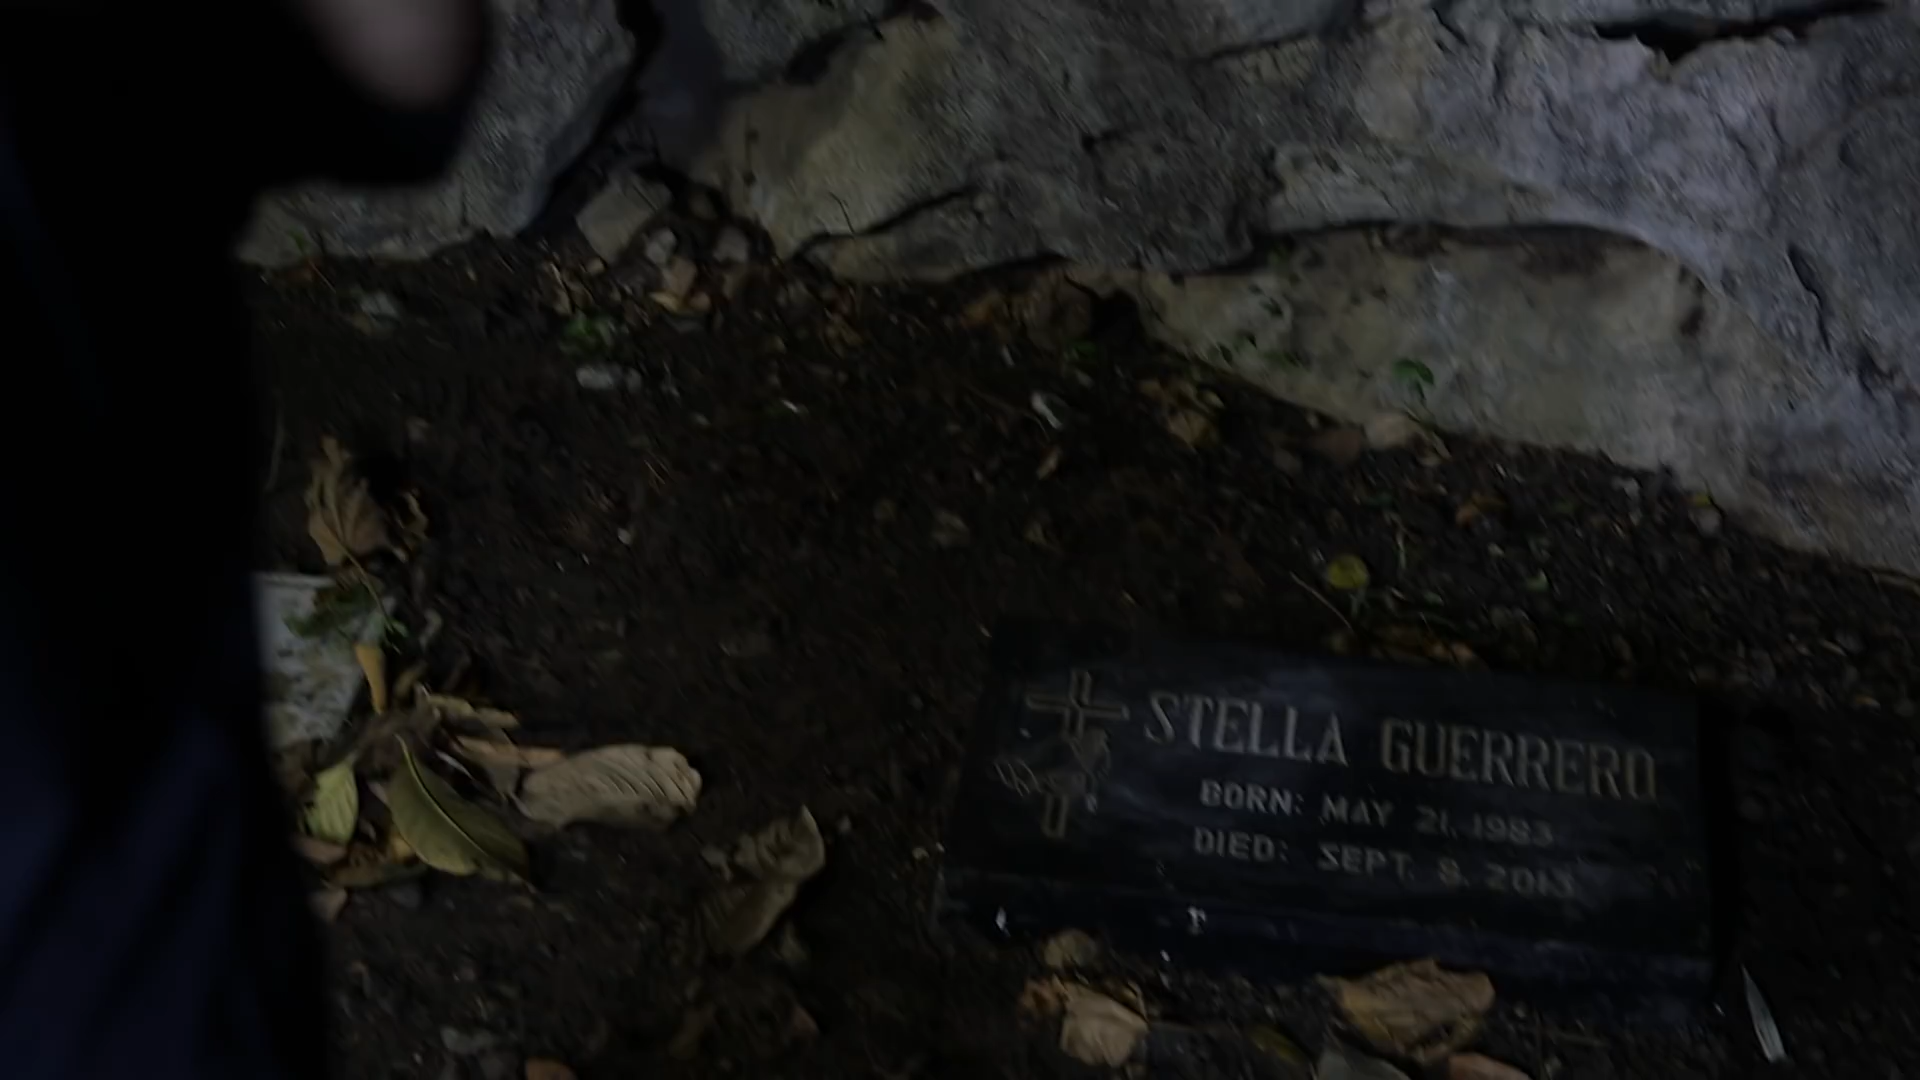 STELLA GUERRERO
BORN: MAY 21, 1983
DIED: SEPT. 8, 2013